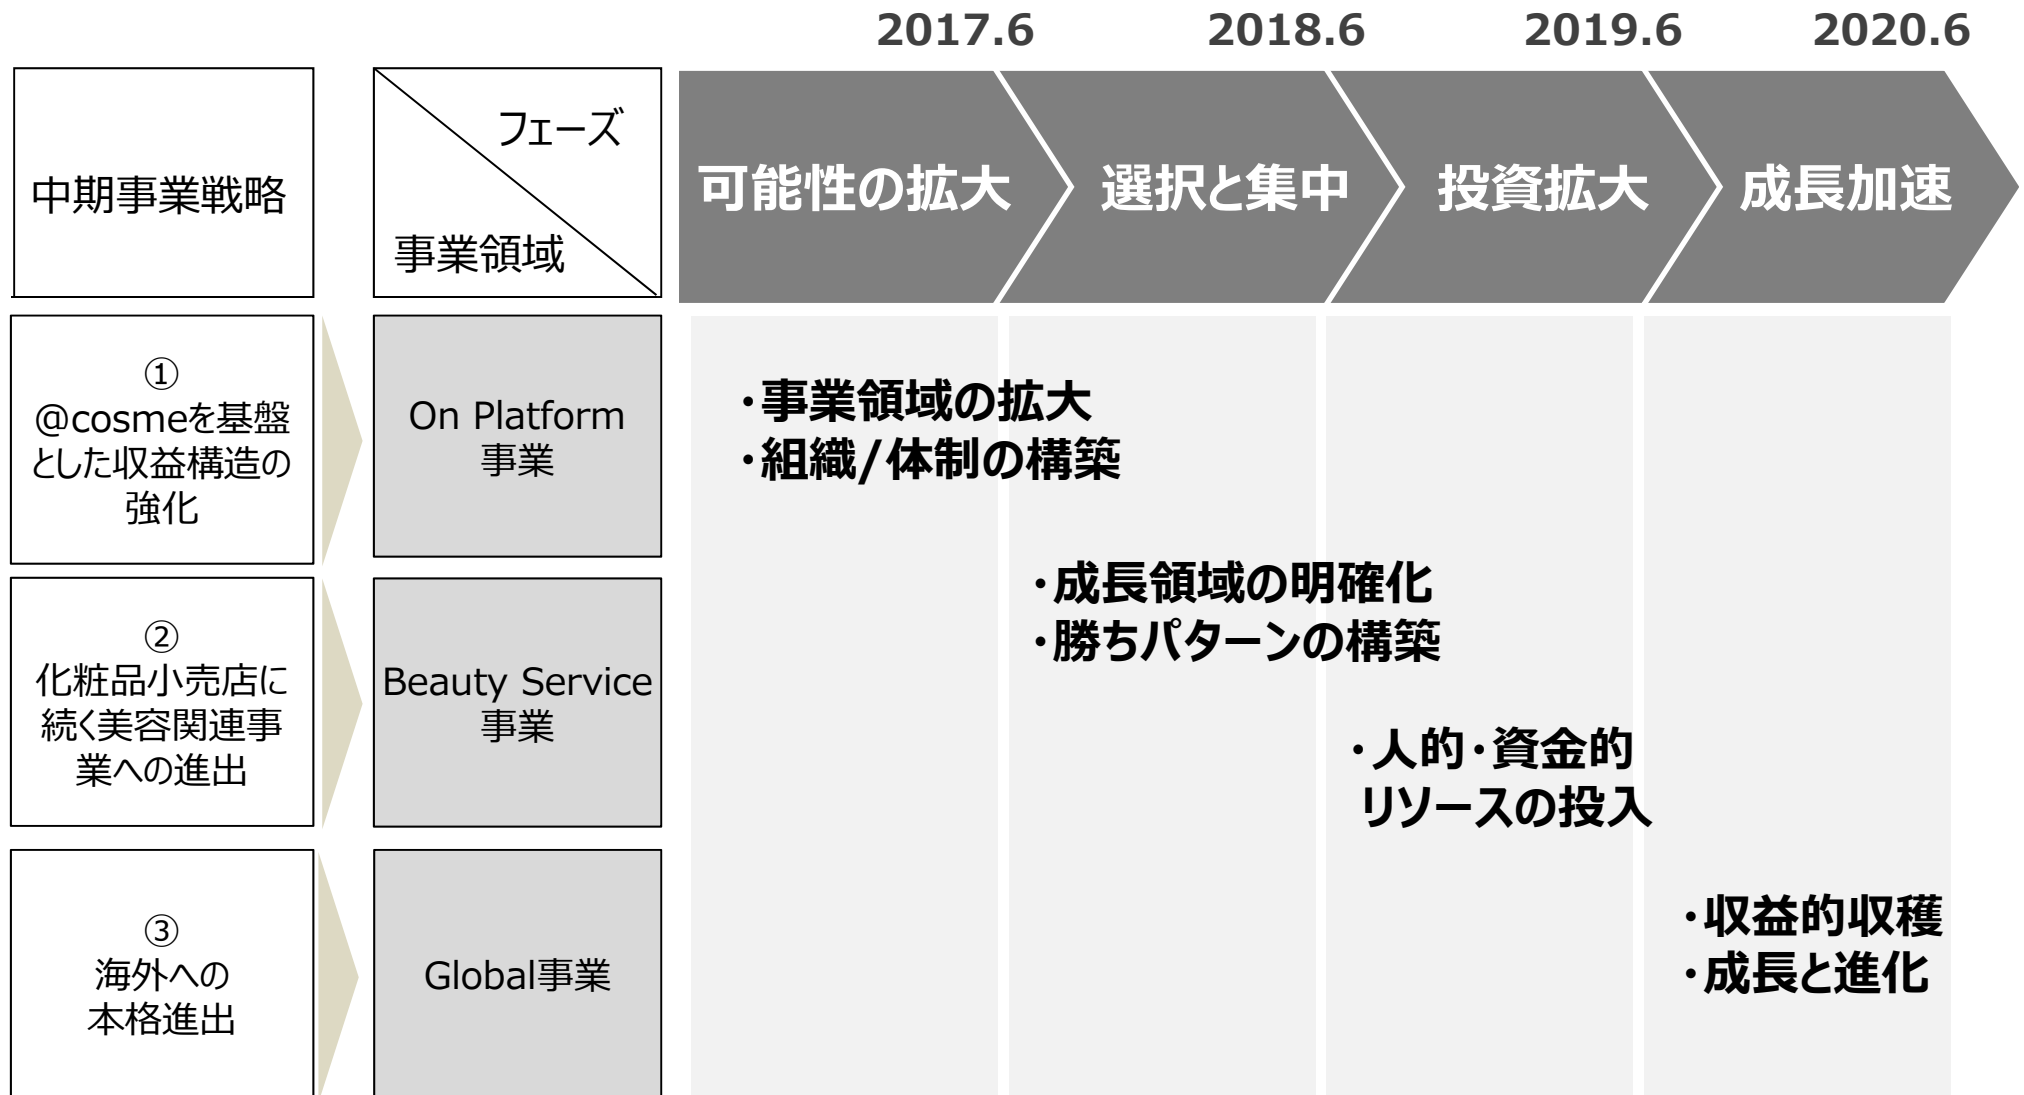 2017.6
2018.6
2019.6
2020.6
中期事業戦略
フェーズ
事業領域
可能性の拡大
選択と集中
投資拡大
成長加速
①
@cosmeを基盤
とした収益構造の
強化
On Platform
事業
・事業領域の拡大
・組織/体制の構築
・成長領域の明確化
・勝ちパターンの構築
②
化粧品小売店に
続く美容関連事
業への進出
Beauty Service
事業
・人的・資金的
リソースの投入
③
海外への
本格進出
Global事業
・収益的収穫
・成長と進化